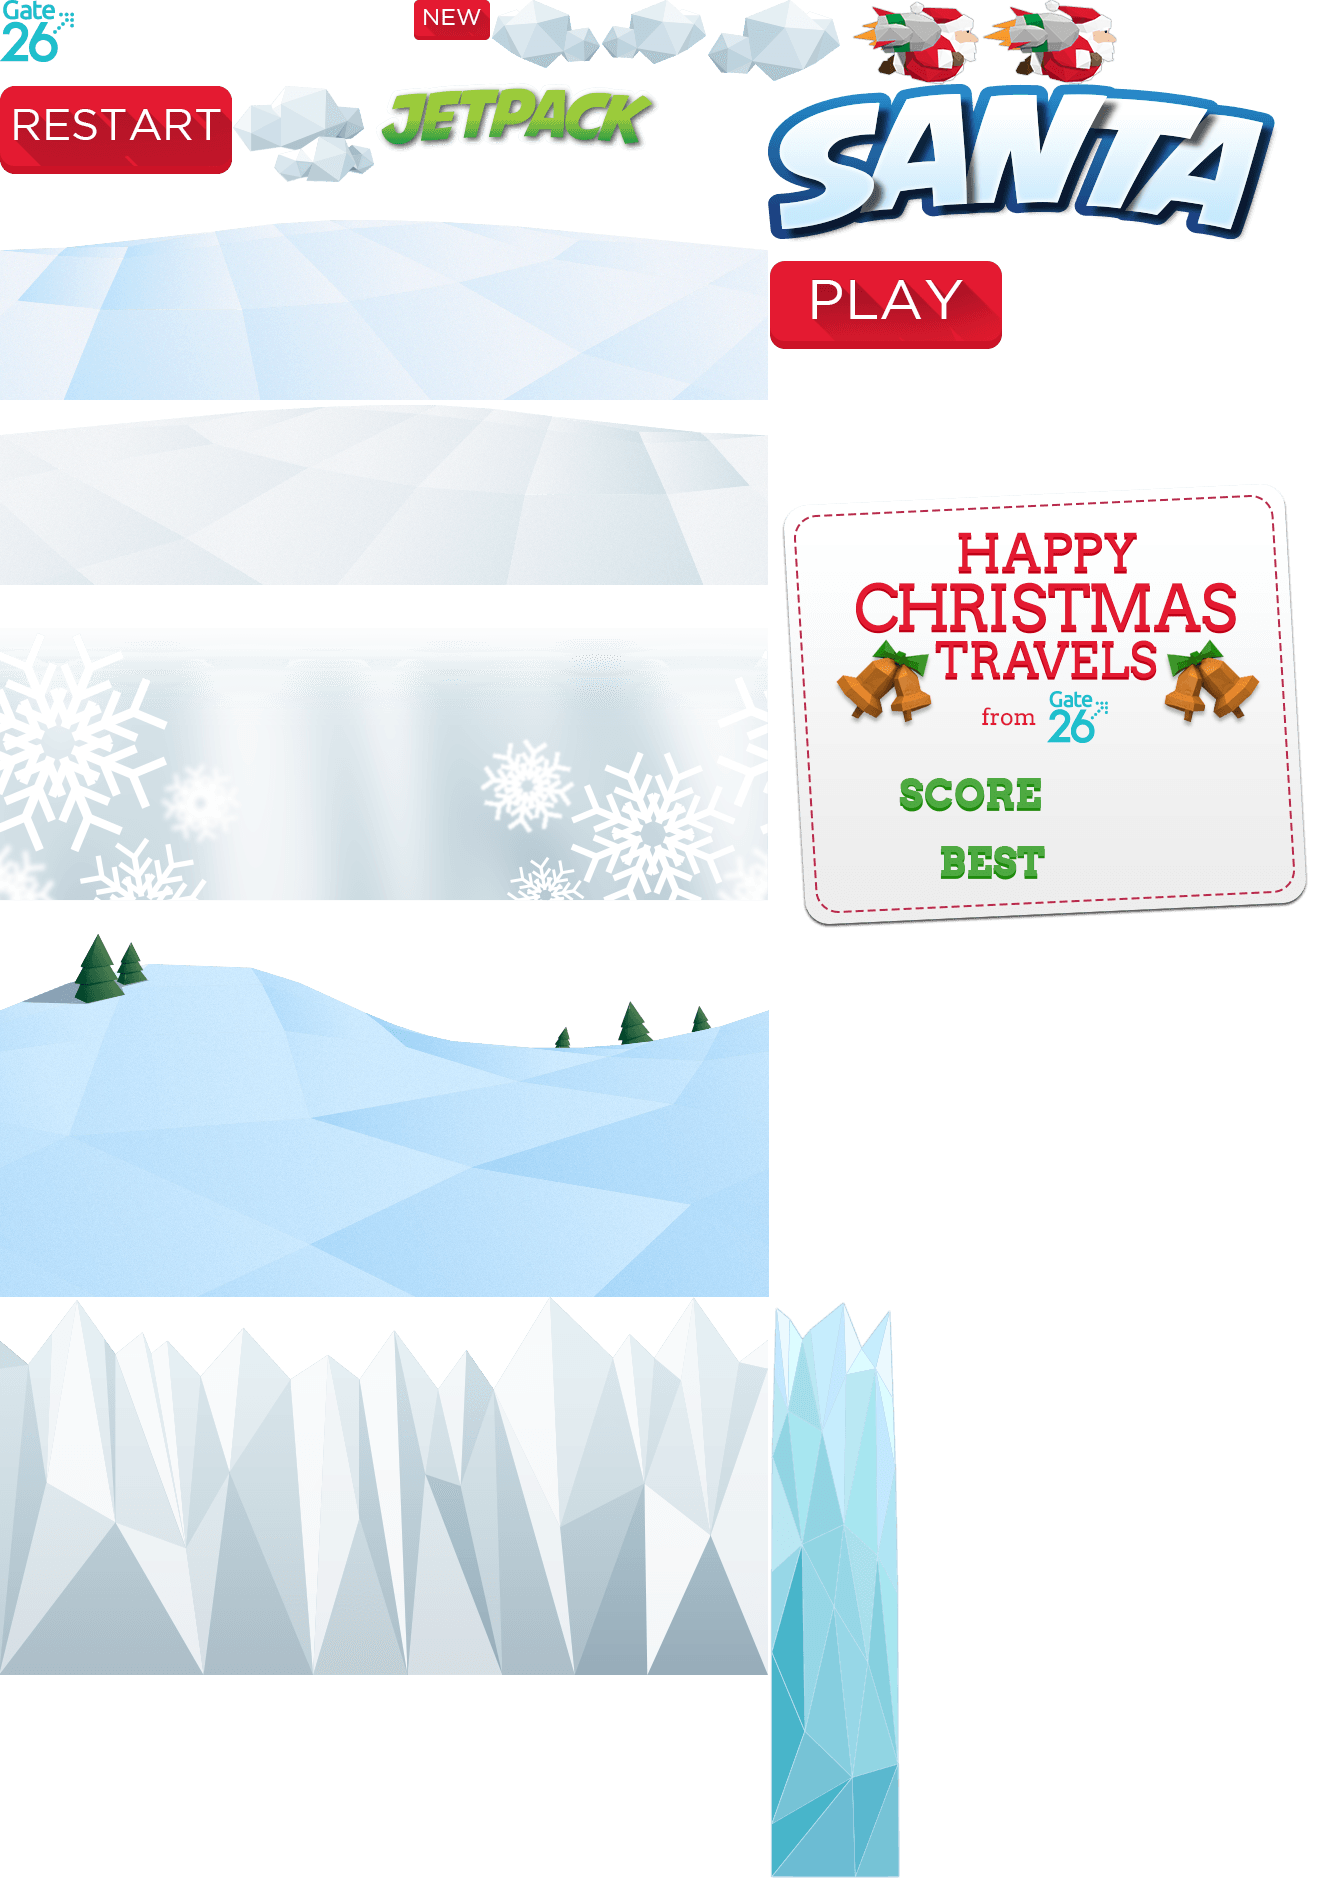 Gate
26
NEW
RESTART
JETPACK
SANTA
PLAY
HAPPY
CHRISTMAS
TRAVELS
from Gate 26
SCORE
BEST